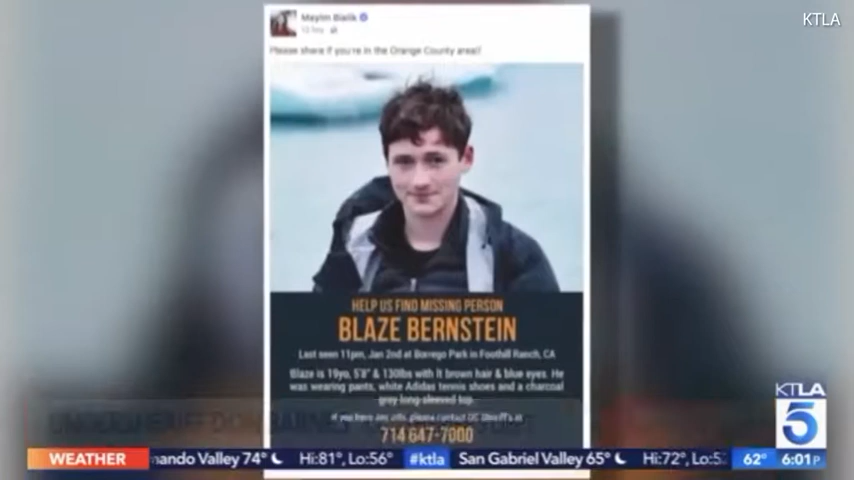 KTLA
Mayim Bialik
Please share if you're in the Orange County area!!
HELP US FIND MISSING PERSON
BLAZE BERNSTEIN
Last seen 11pm, Jan 2nd at Borrego Park in Foothill Ranch, CA
Blaze is 19yo, 5'8" & 130lbs with lt brown hair & blue eyes. He
was wearing pants, white Adidas tennis shoes and a charcoal
grey long sleeved top.
If you have any info, please contact OC Sheriff's at
714 647-7000
KTLA
5
WEATHER
nando Valley 74° Hi:81°, Lo:56° #ktla San Gabriel Valley 65° Hi:72°, Lo:5
62° 6:01P